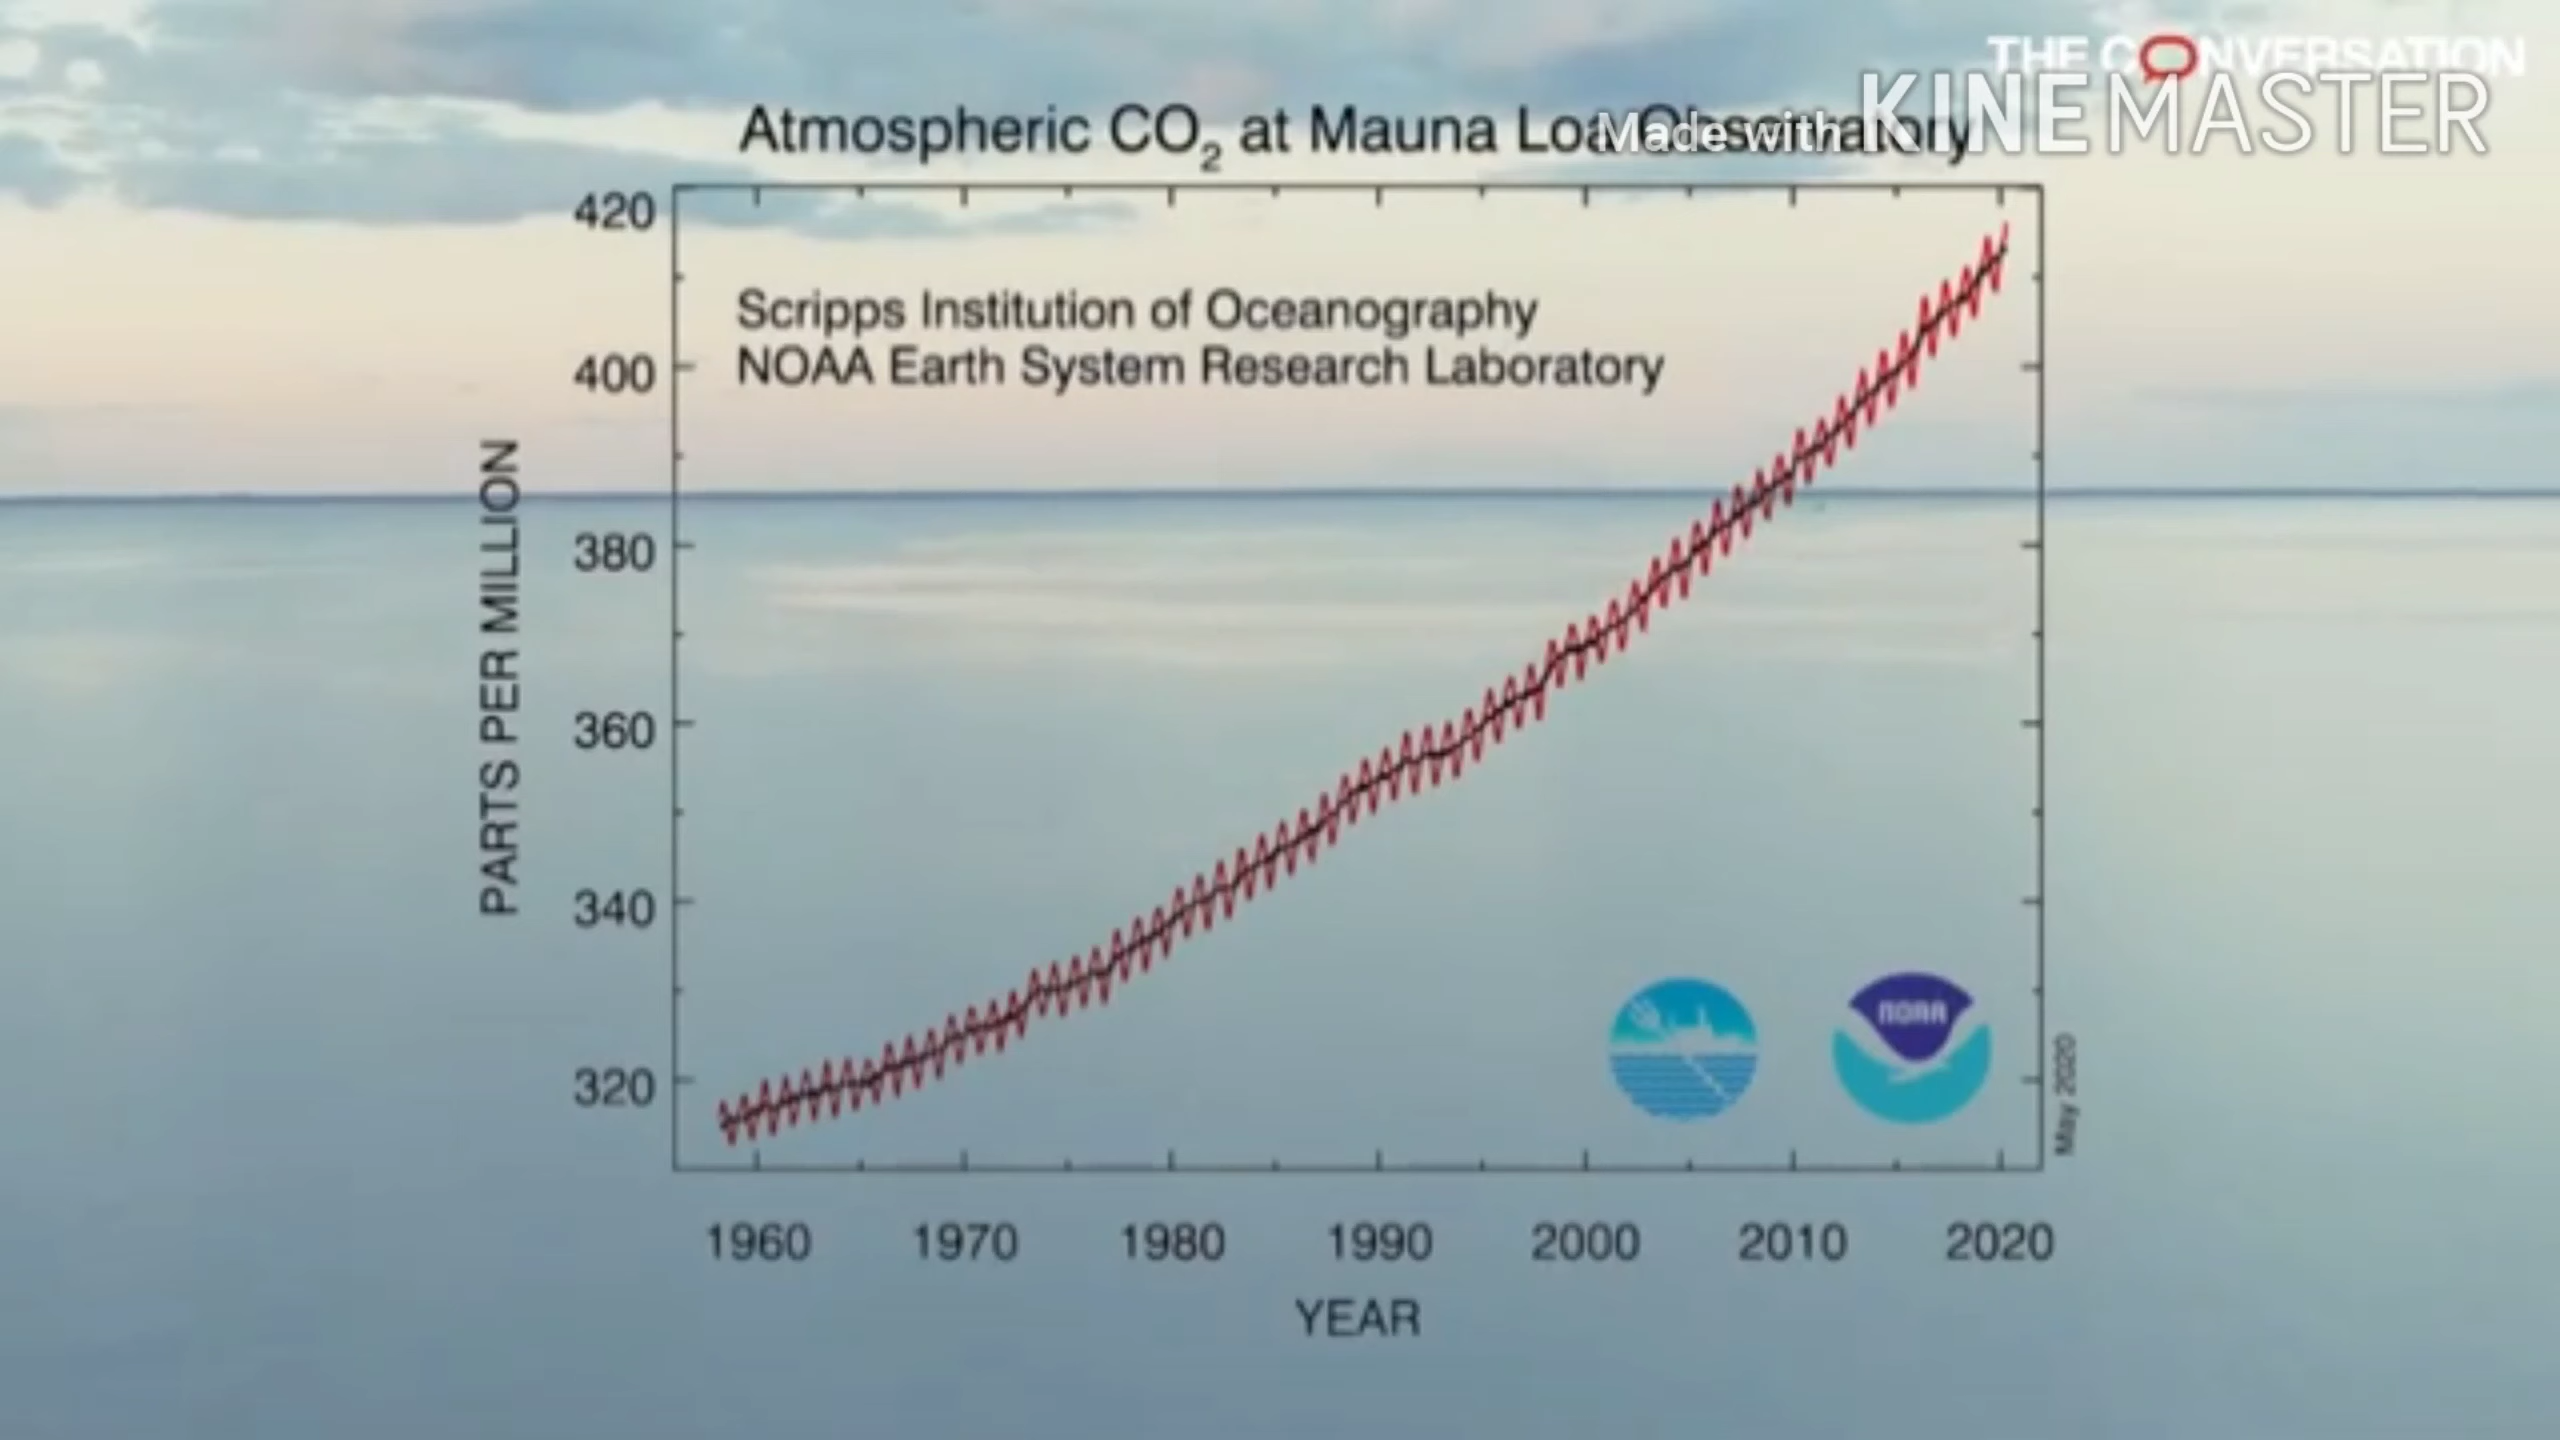 THE CONVERSATION
Made with KINEMASTER
Atmospheric CO₂ at Mauna Loa Observatory
Scripps Institution of Oceanography
NOAA Earth System Research Laboratory
420
400
380
360
340
320
PARTS PER MILLION
NOAA
May 2020
1960 1970 1980 1990 2000 2010 2020
YEAR